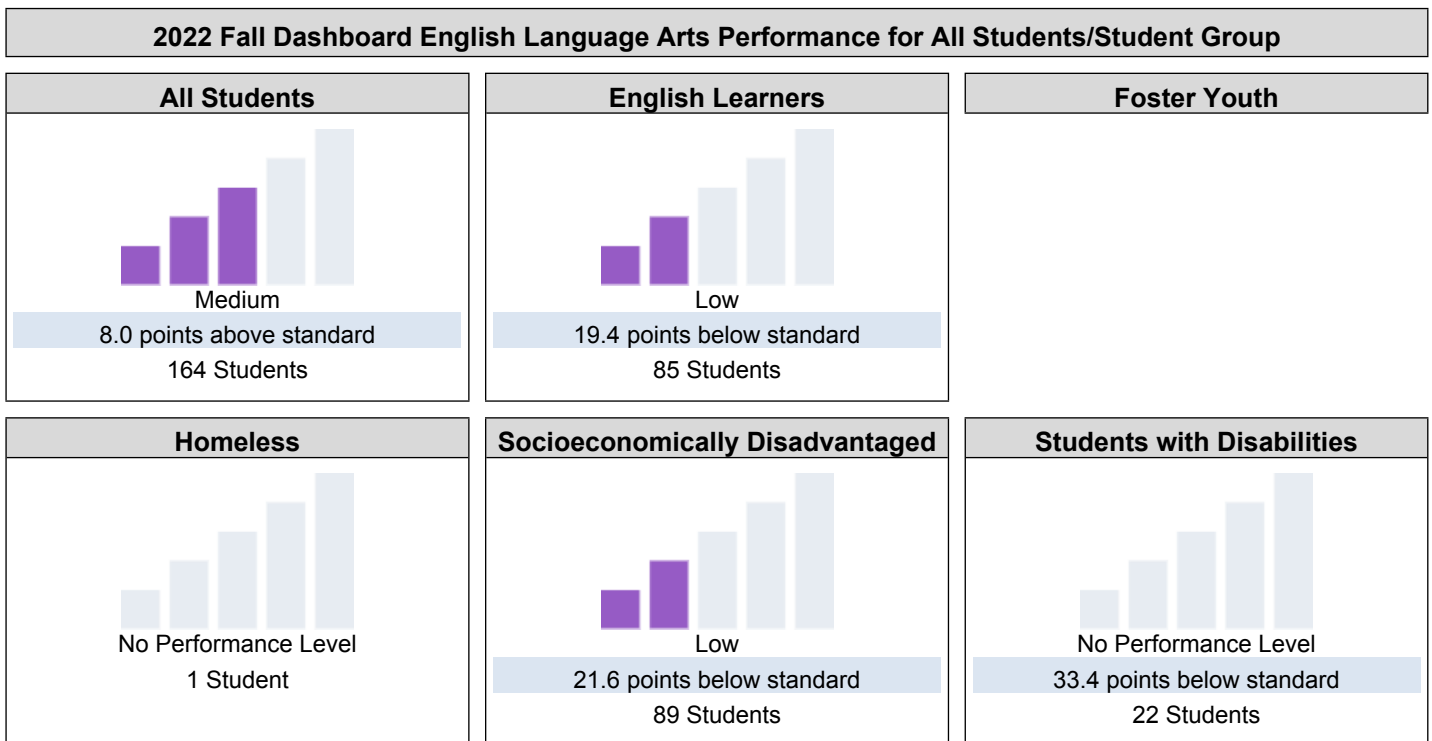 2022 Fall Dashboard English Language Arts Performance for All Students/Student Group
All Students
Medium
8.0 points above standard
164 Students
English Learners
Low
19.4 points below standard
85 Students
Foster Youth
Homeless
No Performance Level
1 Student
Socioeconomically Disadvantaged
Low
21.6 points below standard
89 Students
Students with Disabilities
No Performance Level
33.4 points below standard
22 Students